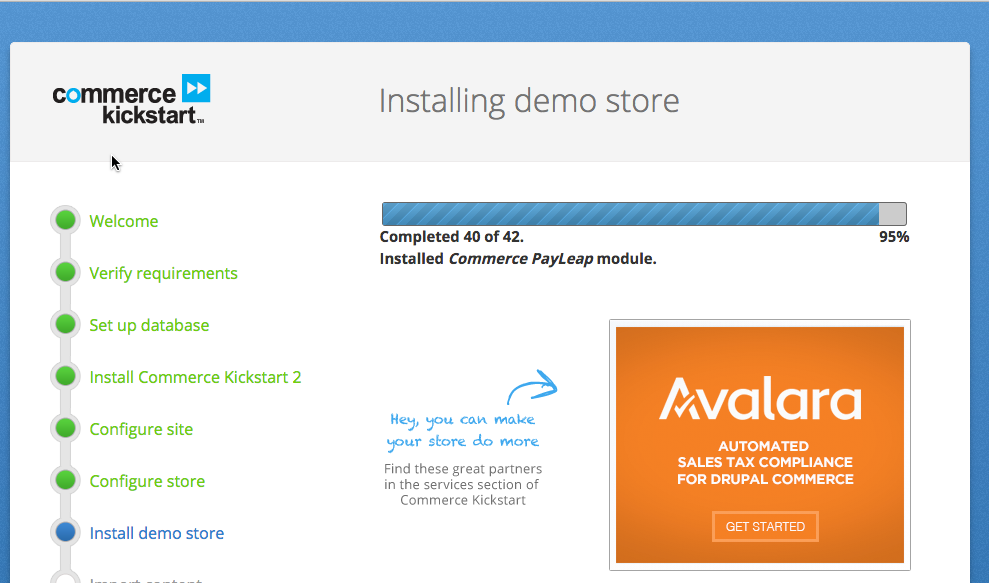 commerce
kickstart™
Installing demo store
Welcome
Verify requirements
Set up database
Install Commerce Kickstart 2
Configure site
Configure store
Install demo store
Import content
Completed 40 of 42.
95%
Installed Commerce PayLeap module.
Hey, you can make
your store do more
Find these great partners
in the services section of
Commerce Kickstart
Avalara
AUTOMATED
SALES TAX COMPLIANCE
FOR DRUPAL COMMERCE
GET STARTED